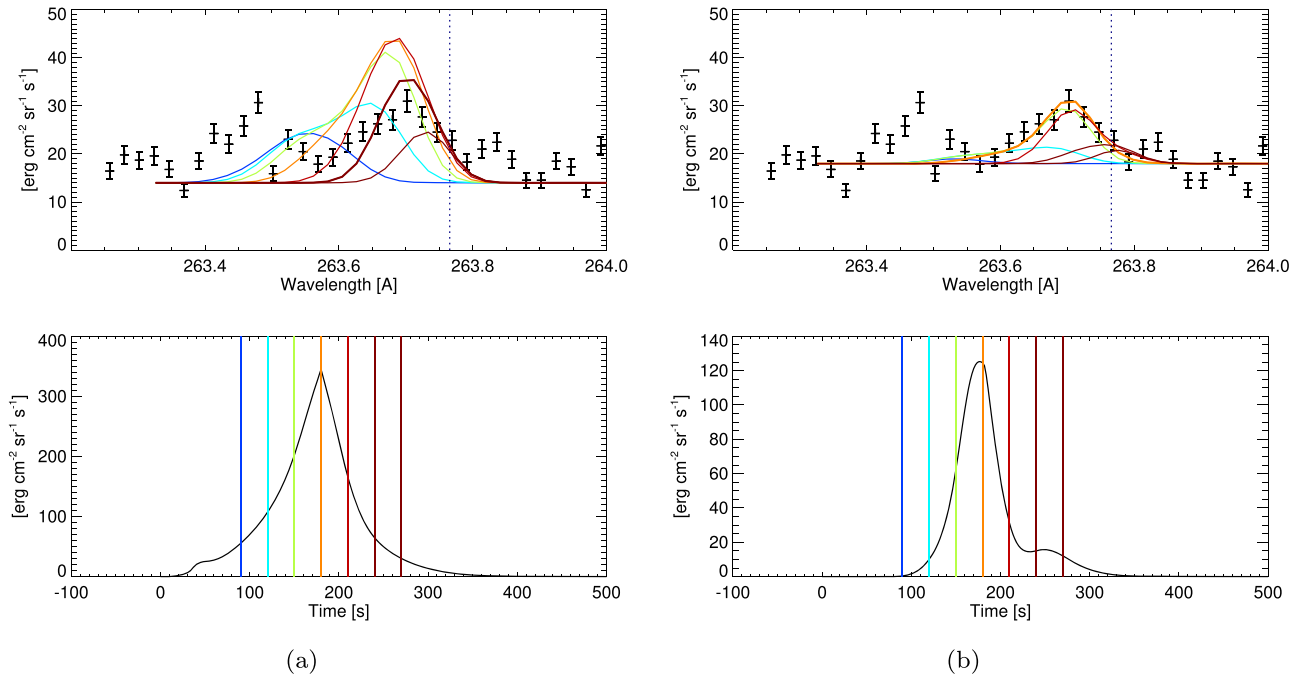 50
40
30
20
10
0
[erg cm-2 sr-1 s-1]
263.4 263.6 263.8 264.0
Wavelength [A]
50
40
30
20
10
0
[erg cm-2 sr-1 s-1]
263.4 263.6 263.8 264.0
Wavelength [A]
400
300
200
100
0
[erg cm-2 sr-1 s-1]
-100 0 100 200 300 400 500
Time [s]
140
120
100
80
60
40
20
0
[erg cm-2 sr-1 s-1]
-100 0 100 200 300 400 500
Time [s]
(a)
(b)